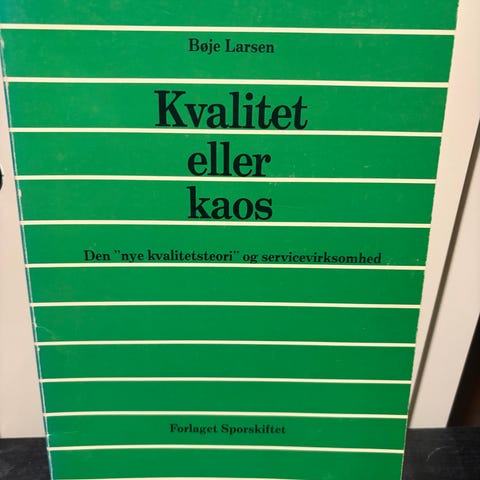 Bøje Larsen
Kvalitet
eller
kaos
Den "nye kvalitetsteori" og servicevirksomhed
Forlaget Sporskiftet